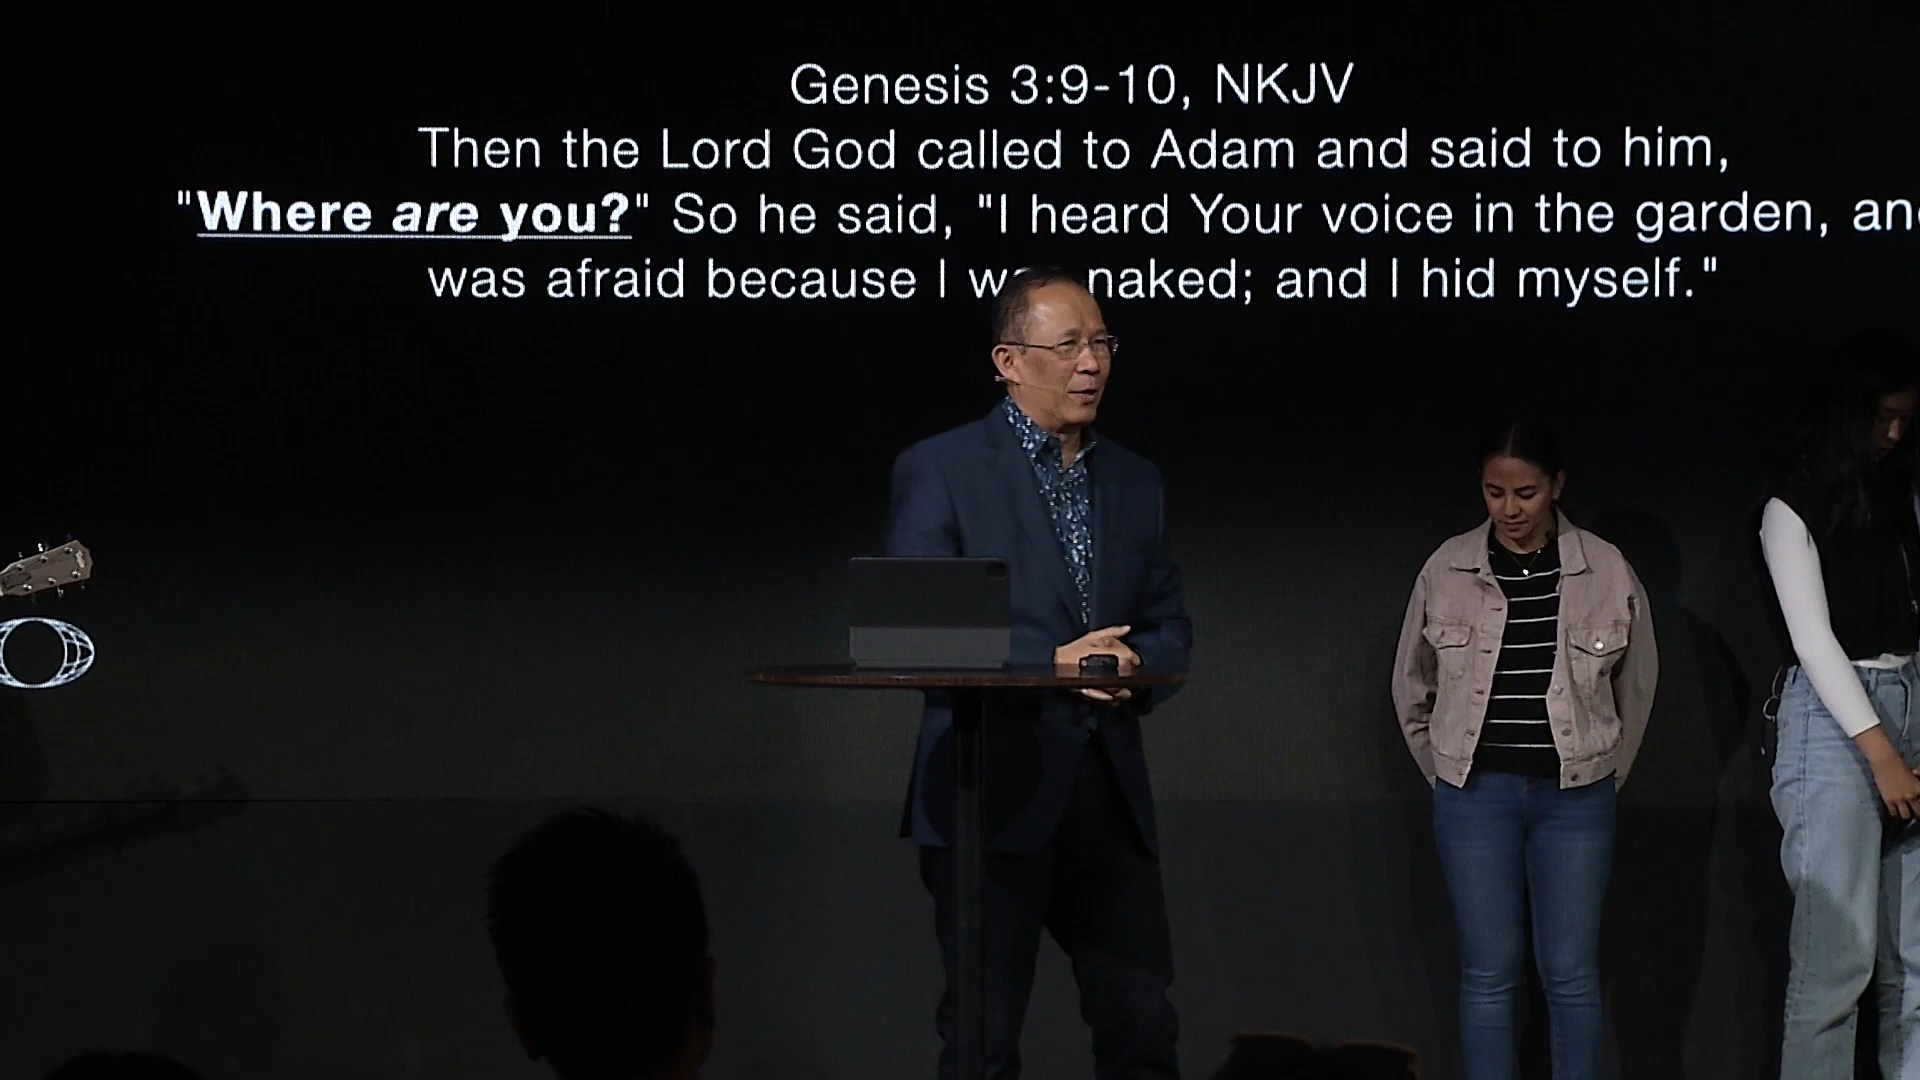 Genesis 3:9-10, NKJV
Then the Lord God called to Adam and said to him,
"Where are you?" So he said, "I heard Your voice in the garden,
was afraid because I naked; and I hid myself."